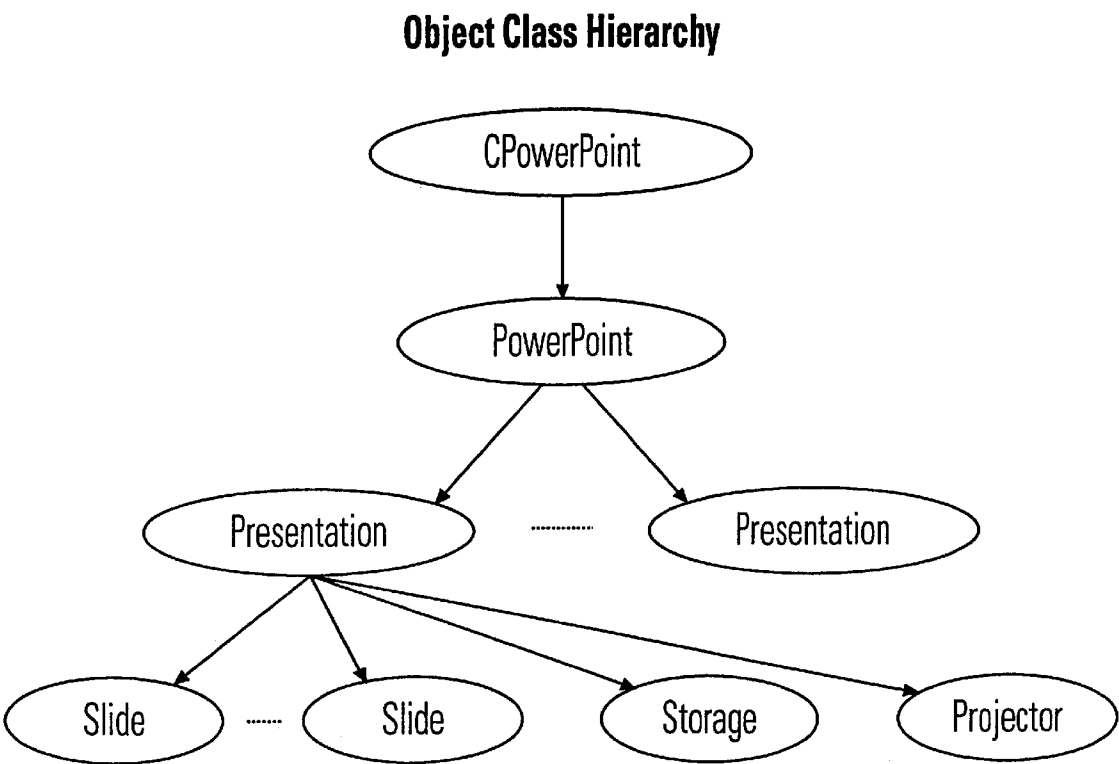 Object Class Hierarchy
CPowerPoint
PowerPoint
Presentation
Presentation
Slide
Slide
Storage
Projector